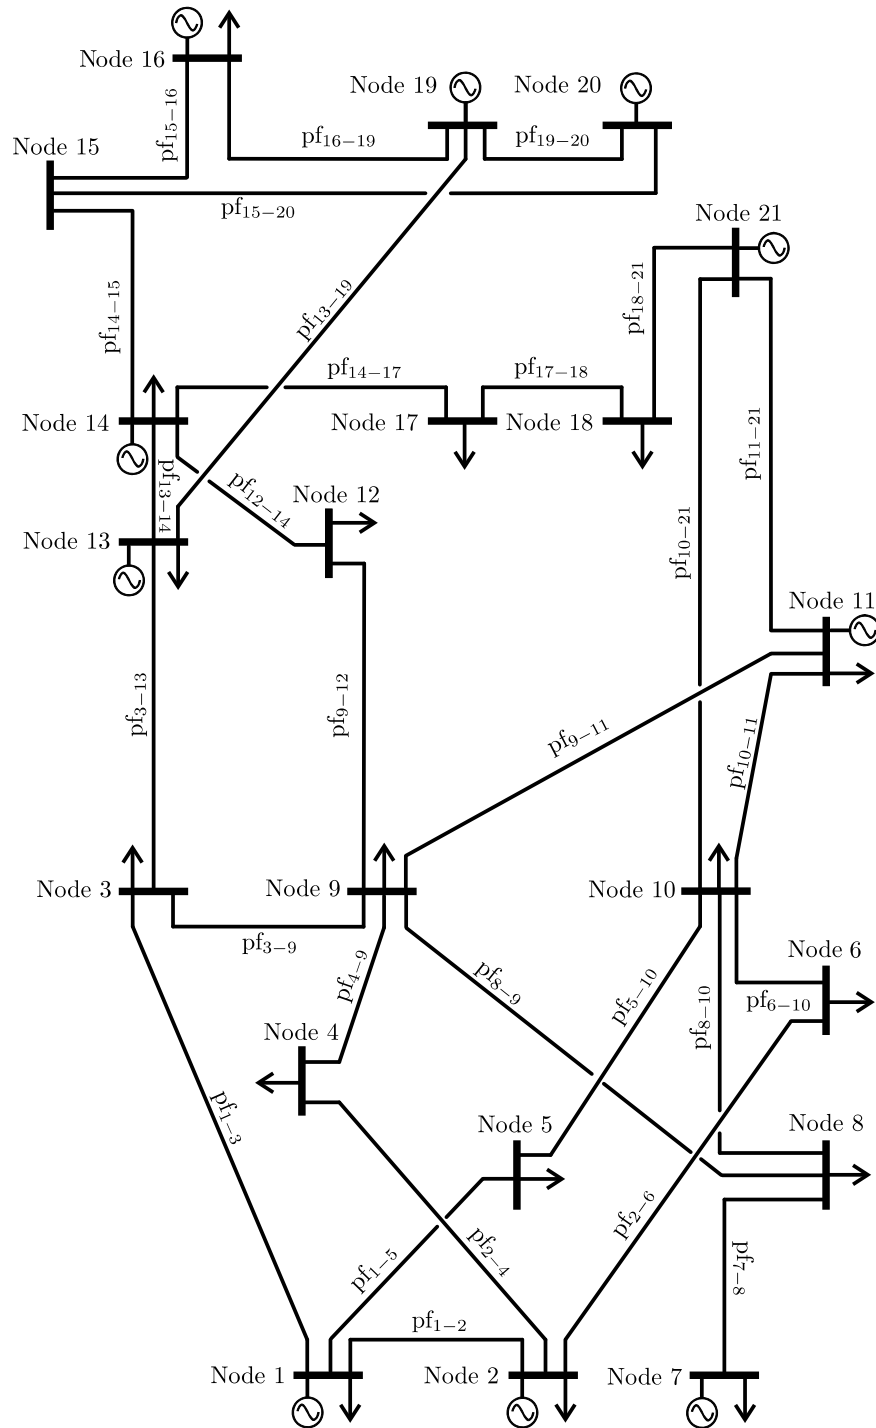 Node 16
Node 19
Node 20
pf15−16
pf16−19
pf19−20
Node 15
pf15−20
Node 21
pf14−15
pf13−19
pf18−21
pf14−17
pf17−18
Node 14
Node 17
Node 18
pf11−21
pf13−14
pf12−14
Node 12
Node 13
pf10−21
Node 11
pf3−13
pf9−12
pf9−11
pf10−11
Node 3
Node 9
Node 10
pf3−9
Node 6
pf4−9
pf8−9
pf5−10
pf8−10
pf6−10
Node 4
pf1−3
Node 5
Node 8
pf1−5
pf2−4
pf2−6
pf7−8
pf1−2
Node 1
Node 2
Node 7